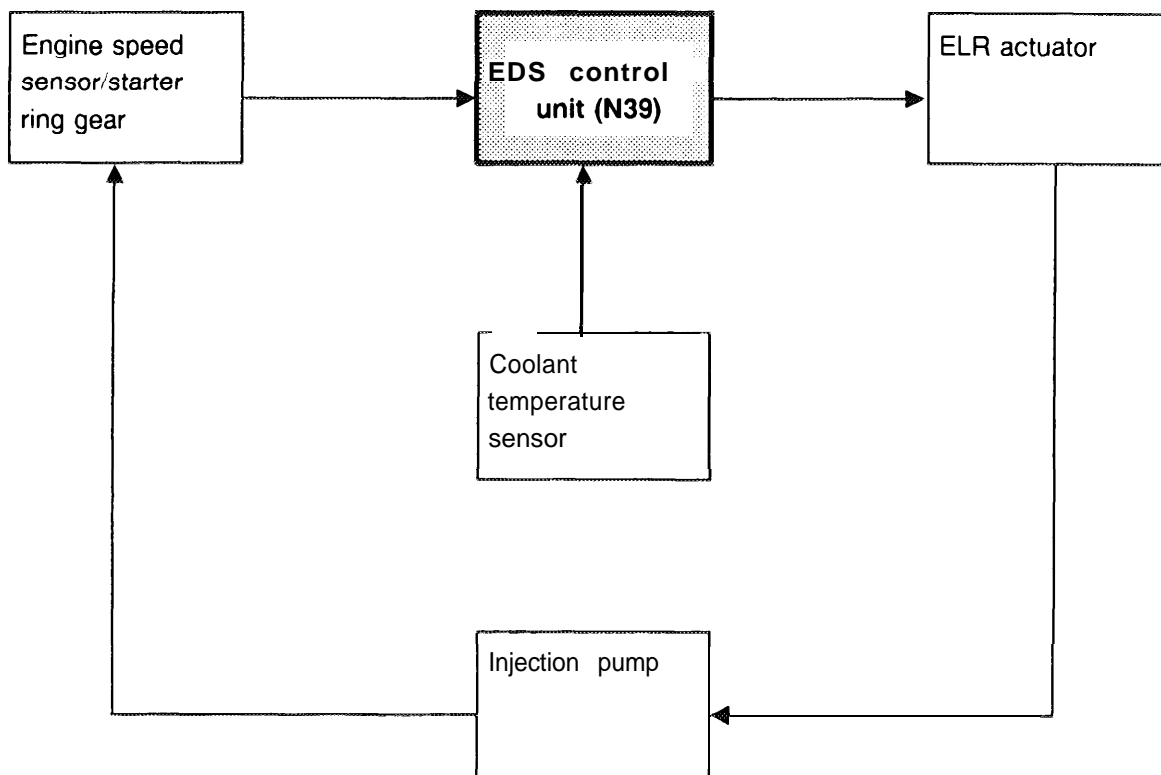 Engine speed
sensor/starter
ring gear
EDS control
unit (N39)
ELR actuator
Coolant
temperature
sensor
Injection pump